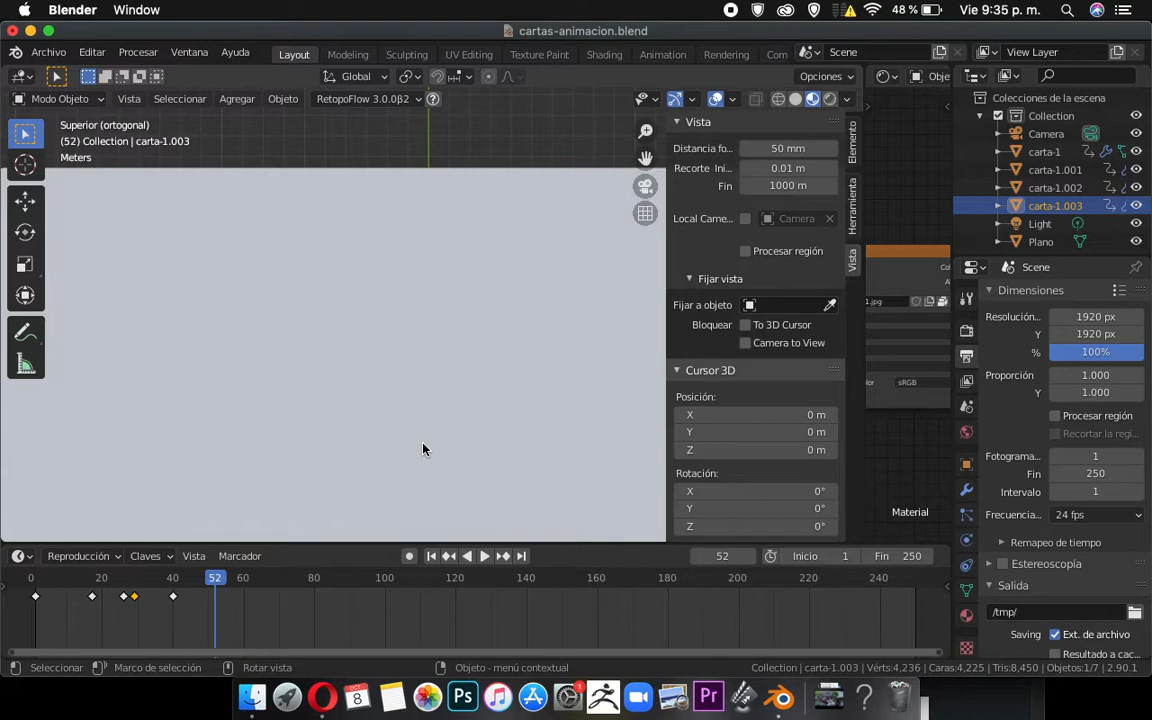 Blender Window 48 % Vie 9:35 p. m.
cartas-animacion.blend
Archivo Editar Procesar Ventana Ayuda Layout Modeling Sculpting UV Editing Texture Paint Shading Animation Rendering Com Scene View Layer
Global Opciones Obje
Modo Objeto Vista Seleccionar Agregar Objeto RetopoFlow 3.0.0β2 ?
Colecciones de la escena
Collection
Camera
carta-1
carta-1.001
carta-1.002
carta-1.003
Light
Plano
Superior (ortogonal)
(52) Collection | carta-1.003
Meters
Vista
Distancia fo... 50 mm
Recorte Ini... 0.01 m
Fin 1000 m
Local Came... Camera
Procesar región
Fijar vista
Fijar a objeto
Bloquear To 3D Cursor
Camera to View
Cursor 3D
Posición:
X 0 m
Y 0 m
Z 0 m
Rotación:
X 0°
Y 0°
Z 0°
Elemento
Herramienta
Vista
1.jpg
sRGB
Material
Scene
Dimensiones
Resolución... 1920 px
Y 1920 px
% 100%
Proporción 1.000
Y 1.000
Procesar región
Recortar la regi...
Fotograma... 1
Fin 250
Intervalo 1
Frecuencia... 24 fps
Remapeo de tiempo
Estereoscopía
Salida
/tmp/
Saving Ext. de archivo
Resultado a cac...
Reproducción Claves Vista Marcador 52 Inicio 1 Fin 250
0 20 40 52 60 80 100 120 140 160 180 200 220 240
Seleccionar Marco de selección Rotar vista Objeto - menú contextual Collection | carta-1.003 | Vérts:4,236 | Caras:4,225 | Tris:8,450 | Objetos:1/7 | 2.90.1
OCT 8 1 Ps Pr ?